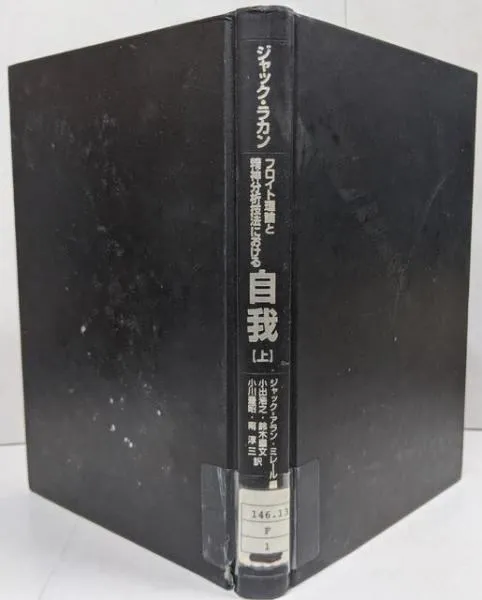 ジャック・ラカン
フロイト理論と
精神分析技法における
自我
[上]
ジャック=アラン・ミレール編
小出浩之・鈴木國文
小川豊昭・南 淳三 訳
146.13
F
1